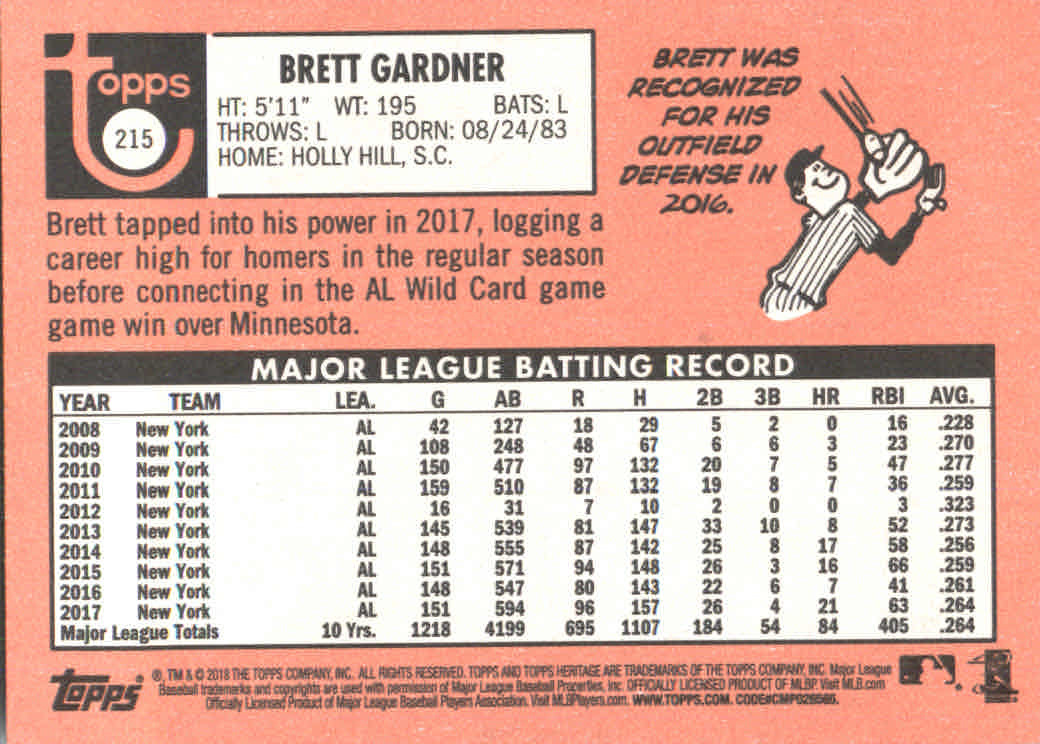 topps
215
BRETT GARDNER
HT: 5'11" WT: 195 BATS: L
THROWS: L BORN: 08/24/83
HOME: HOLLY HILL, S.C.
BRETT WAS
RECOGNIZED
FOR HIS
OUTFIELD
DEFENSE IN
2016.
Brett tapped into his power in 2017, logging a
career high for homers in the regular season
before connecting in the AL Wild Card game
game win over Minnesota.
MAJOR LEAGUE BATTING RECORD
YEAR TEAM LEA. G AB R H 2B 3B HR RBI AVG.
2008 New York AL 42 127 18 29 5 2 0 16 .228
2009 New York AL 108 248 48 67 6 6 3 23 .270
2010 New York AL 150 477 97 132 20 7 5 47 .277
2011 New York AL 159 510 87 132 19 8 7 36 .259
2012 New York AL 16 31 7 10 2 0 0 3 .323
2013 New York AL 145 539 81 147 33 10 8 52 .273
2014 New York AL 148 555 87 142 25 8 17 58 .256
2015 New York AL 151 571 94 148 26 3 16 66 .259
2016 New York AL 148 547 80 143 22 6 7 41 .261
2017 New York AL 151 594 96 157 26 4 21 63 .264
Major League Totals 10 Yrs. 1218 4199 695 1107 184 54 84 405 .264
Topps
®, TM & © 2018 THE TOPPS COMPANY, INC. ALL RIGHTS RESERVED. TOPPS AND TOPPS HERITAGE ARE TRADEMARKS OF THE TOPPS COMPANY, INC. Major League
Baseball trademarks and copyrights are used with permission of Major League Baseball Properties, Inc. OFFICIALLY LICENSED PRODUCT OF MLBP. Visit MLB.com
Officially Licensed Product of Major League Baseball Players Association. Visit MLBPlayers.com. WWW.TOPPS.COM.